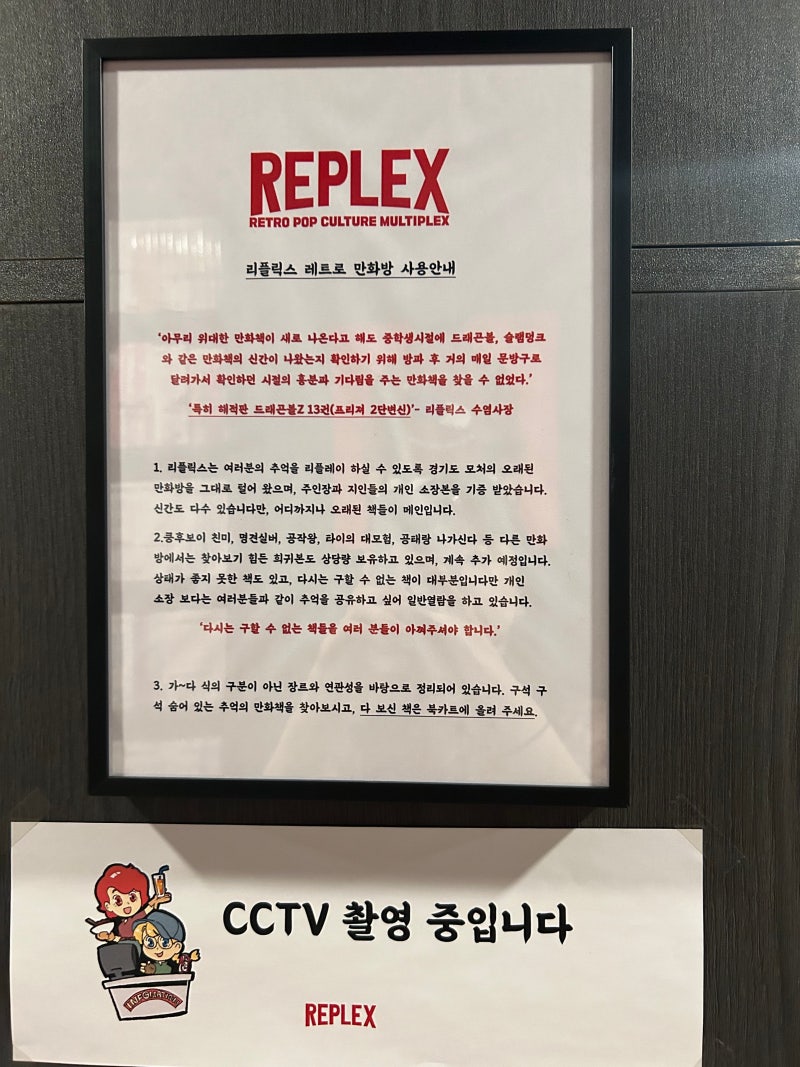 REPLEX
RETRO POP CULTURE MULTIPLEX
리플릭스 레트로 만화방 사용안내
‘아무리 위대한 만화책이 새로 나온다고 해도 중학생시절에 드래곤볼, 슬램덩크
와 같은 만화책의 신간이 나왔는지 확인하기 위해 방과 후 거의 매일 문방구로
달려가서 확인하던 시절의 흥분과 기다림을 주는 만화책을 찾을 수 없었다.’
‘특히 해적판 드래곤볼Z 13권(프리져 2단변신)’- 리플릭스 수염사장
1. 리플릭스는 여러분의 추억을 리플레이 하실 수 있도록 경기도 모처의 오래된
만화방을 그대로 털어 왔으며, 주인장과 지인들의 개인 소장본을 기증 받았습니다.
신간도 다수 있습니다만, 어디까지나 오래된 책들이 메인입니다.
2.쿵후보이 친미, 명견실버, 공작왕, 타이의 대모험, 공태랑 나가신다 등 다른 만화
방에서는 찾아보기 힘든 희귀본도 상당량 보유하고 있으며, 계속 추가 예정입니다.
상태가 좋지 못한 책도 있고, 다시는 구할 수 없는 책이 대부분입니다만 개인
소장 보다는 여러분들과 같이 추억을 공유하고 싶어 일반열람을 하고 있습니다.
‘다시는 구할 수 없는 책들을 여러 분들이 아껴주셔야 합니다.’
3. 가~다 식의 구분이 아닌 장르와 연관성을 바탕으로 정리되어 있습니다. 구석 구
석 숨어 있는 추억의 만화책을 찾아보시고, 다 보신 책은 북카트에 올려 주세요.
CCTV 촬영 중입니다
INFORMATION
REPLEX